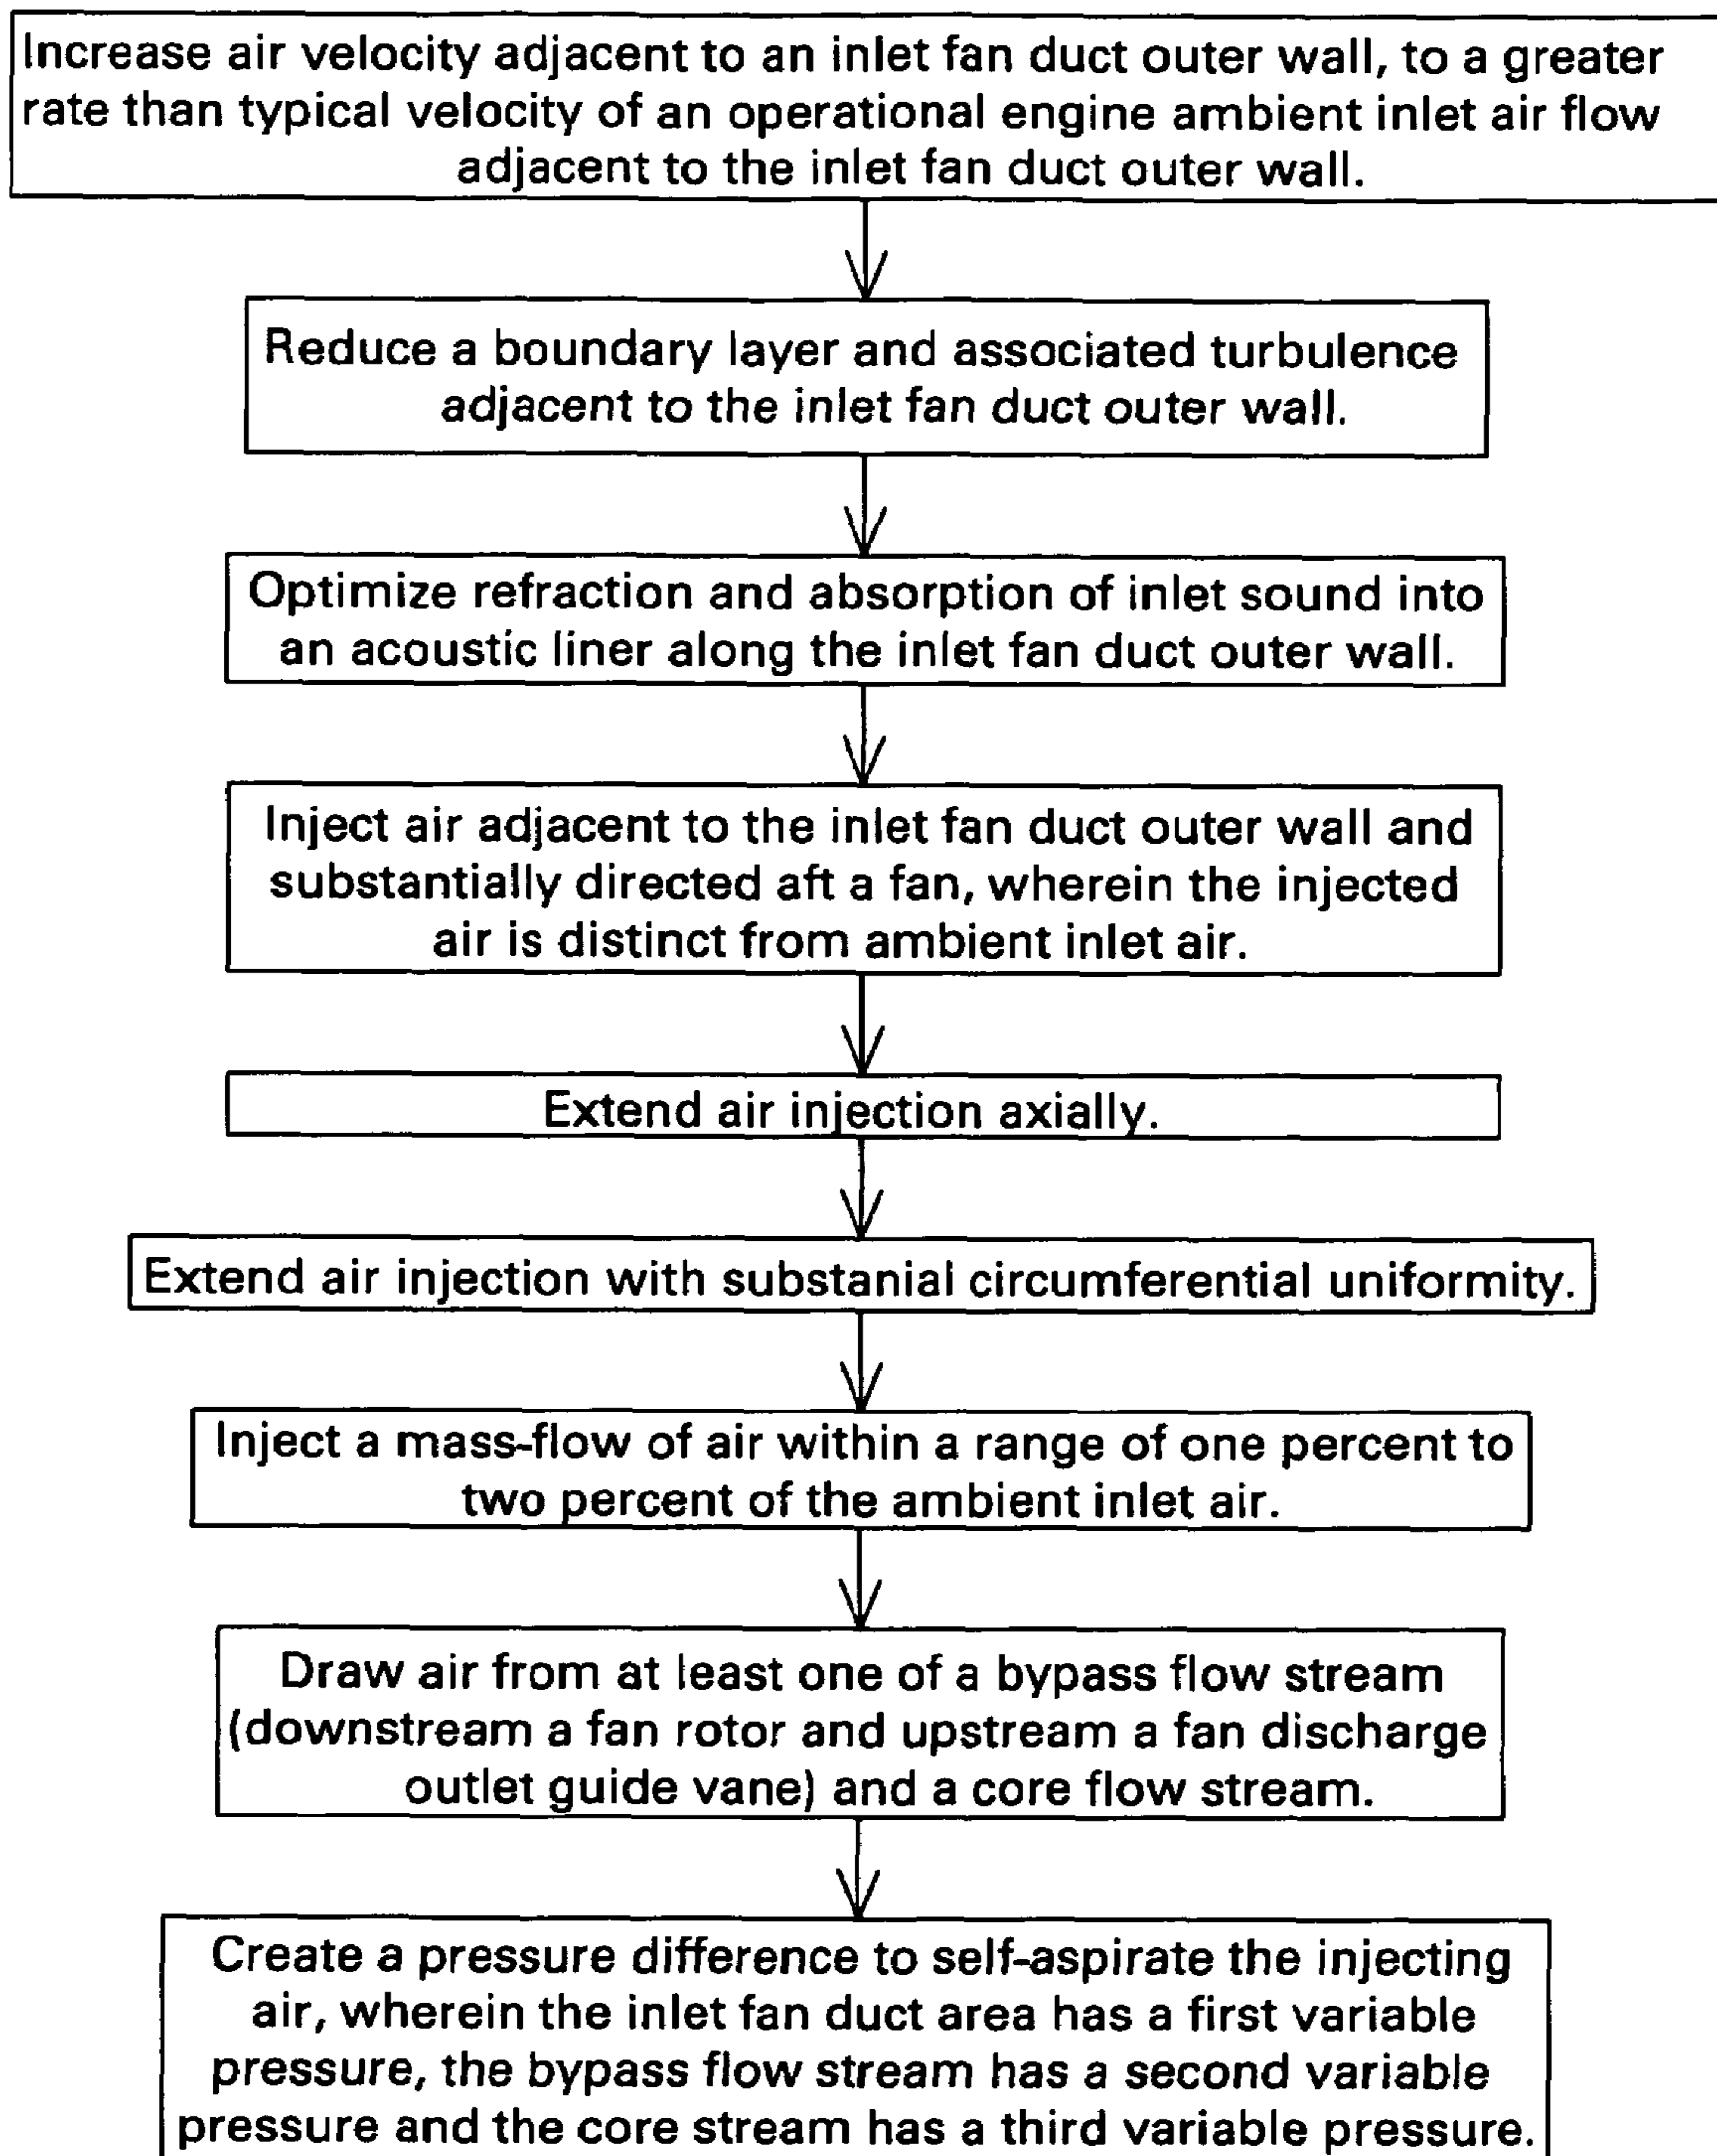 Increase air velocity adjacent to an inlet fan duct outer wall, to a greater
rate than typical velocity of an operational engine ambient inlet air flow
adjacent to the inlet fan duct outer wall.
Reduce a boundary layer and associated turbulence
adjacent to the inlet fan duct outer wall.
Optimize refraction and absorption of inlet sound into
an acoustic liner along the inlet fan duct outer wall.
Inject air adjacent to the inlet fan duct outer wall and
substantially directed aft a fan, wherein the injected
air is distinct from ambient inlet air.
Extend air injection axially.
Extend air injection with substanial circumferential uniformity.
Inject a mass-flow of air within a range of one percent to
two percent of the ambient inlet air.
Draw air from at least one of a bypass flow stream
(downstream a fan rotor and upstream a fan discharge
outlet guide vane) and a core flow stream.
Create a pressure difference to self-aspirate the injecting
air, wherein the inlet fan duct area has a first variable
pressure, the bypass flow stream has a second variable
pressure and the core stream has a third variable pressure.